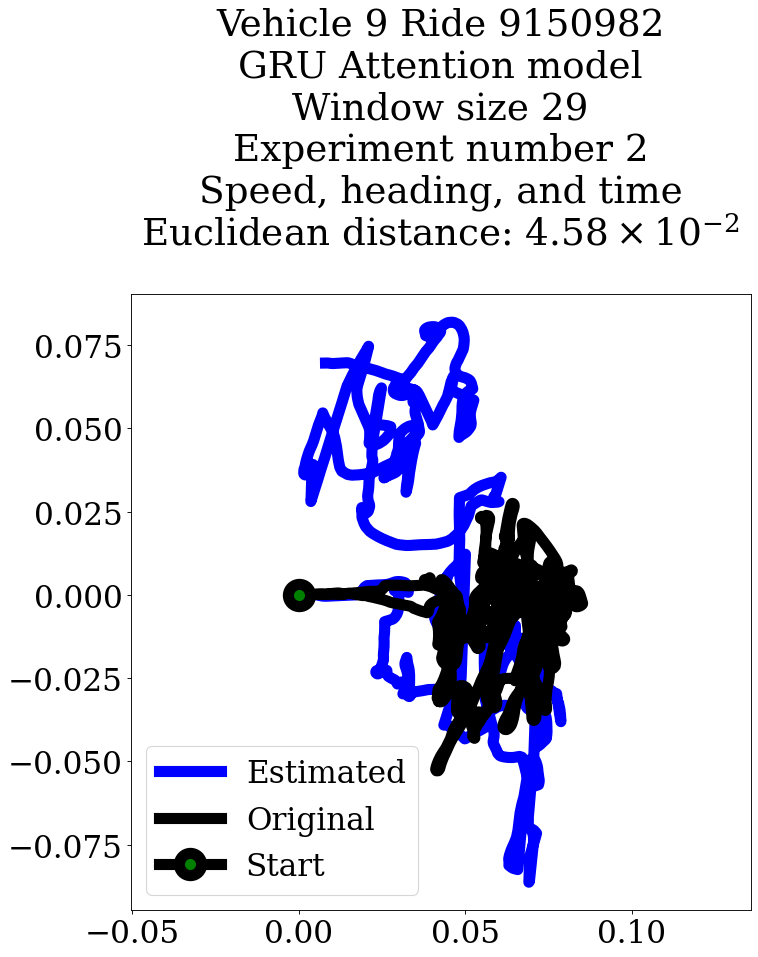 Vehicle 9 Ride 9150982
GRU Attention model
Window size 29
Experiment number 2
Speed, heading, and time
Euclidean distance: 4.58 × 10⁻²
0.075
0.050
0.025
0.000
−0.025
−0.050
−0.075
Estimated
Original
Start
−0.05 0.00 0.05 0.10